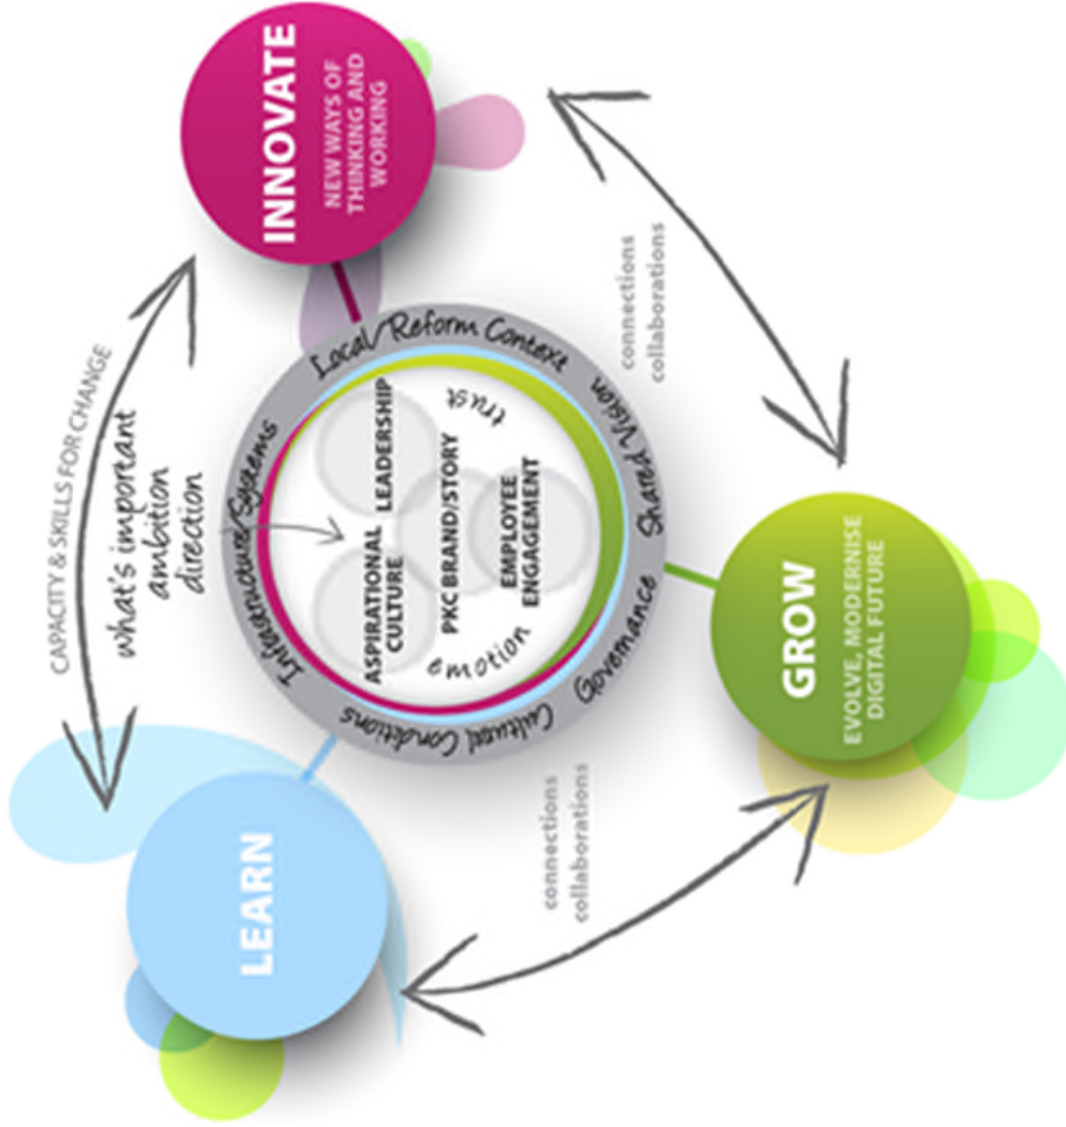 CAPACITY & SKILLS FOR CHANGE
what's important
ambition
direction
LEARN
INNOVATE
NEW WAYS OF
THINKING AND
WORKING
Infrastructure/Systems
Local/Reform Context
Shared Vision
Governance
Cultural Conditions
ASPIRATIONAL
CULTURE
LEADERSHIP
PKC BRAND/STORY
emotion
trust
EMPLOYEE
ENGAGEMENT
connections
collaborations
connections
collaborations
GROW
EVOLVE, MODERNISE
DIGITAL FUTURE